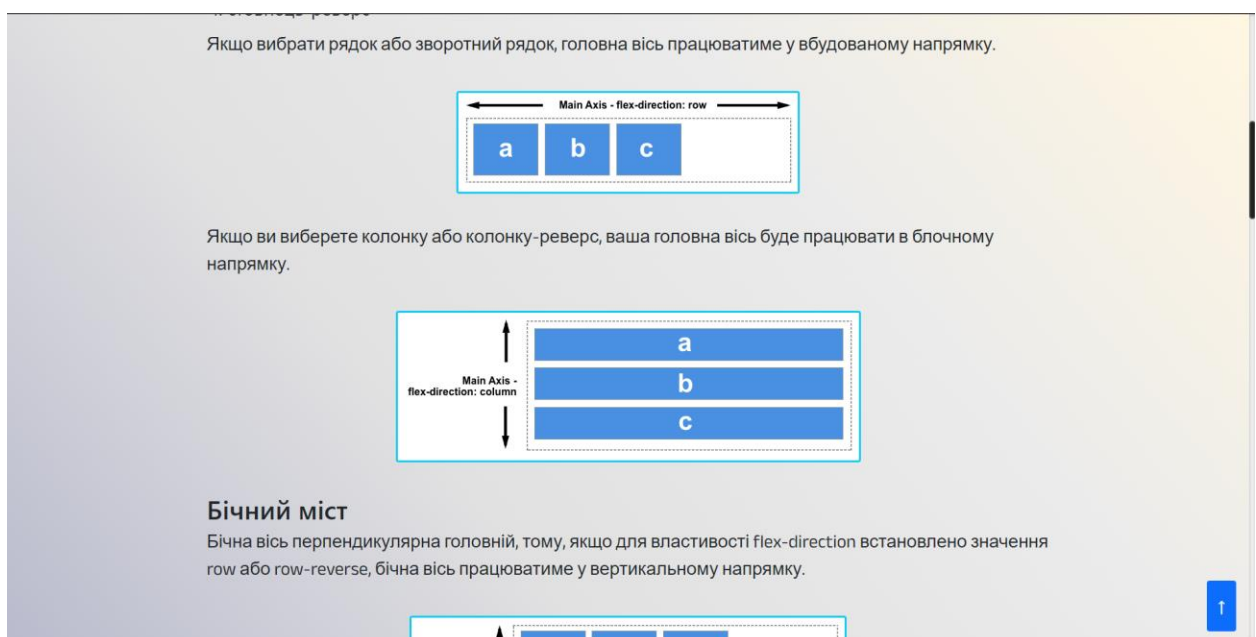 Якщо вибрати рядок або зворотний рядок, головна вісь працюватиме у вбудованому напрямку.
Main Axis - flex-direction: row
a b c
Якщо ви виберете колонку або колонку-реверс, ваша головна вісь буде працювати в блочному
напрямку.
a
Main Axis -
flex-direction: column
b
c
Бічний міст
Бічна вісь перпендикулярна головній, тому, якщо для властивості flex-direction встановлено значення
row або row-reverse, бічна вісь працюватиме у вертикальному напрямку.
↑